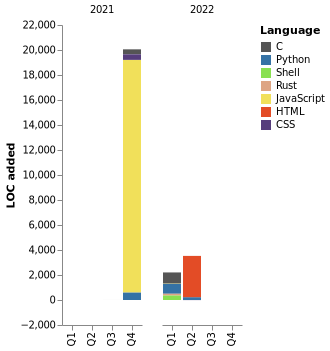 2021
2022
Language
C
Python
Shell
Rust
JavaScript
HTML
CSS
LOC added
22,000
20,000
18,000
16,000
14,000
12,000
10,000
8,000
6,000
4,000
2,000
0
−2,000
Q1
Q2
Q3
Q4
Q1
Q2
Q3
Q4